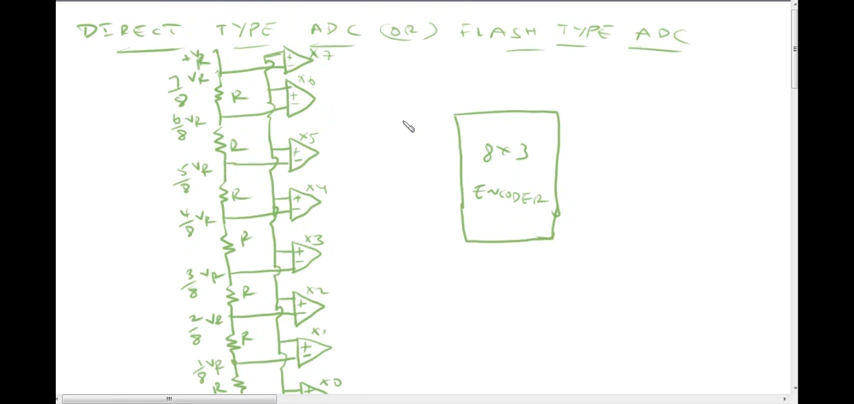 DIRECT TYPE ADC (OR) FLASH TYPE ADC
+VR
X7
7/8 VR
R
X6
6/8 VR
R
X5
5/8 VR
R
X4
4/8 VR
R
X3
3/8 VR
R
X2
2/8 VR
R
X1
1/8 VR
R
X0
8 x 3
ENCODER